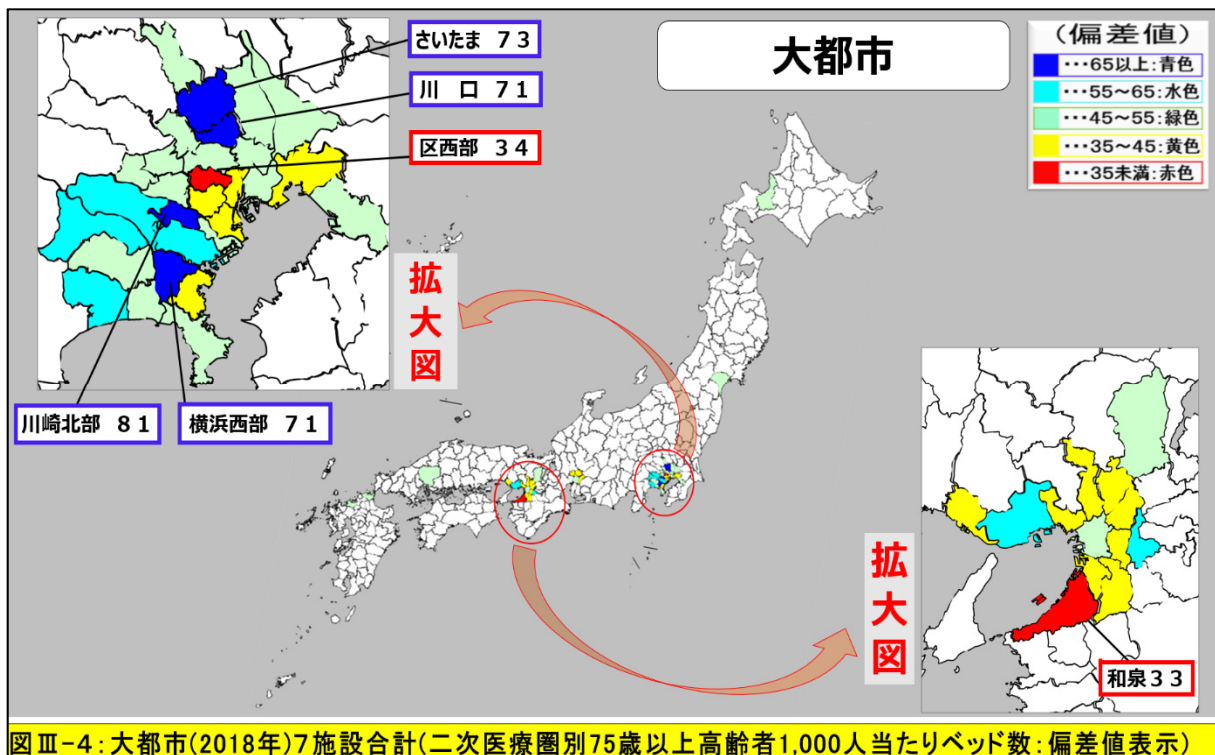 大都市
(偏差値)
・・・65以上:青色
・・・55～65:水色
・・・45～55:緑色
・・・35～45:黄色
・・・35未満:赤色
さいたま 73
川 口 71
区西部 34
川崎北部 81
横浜西部 71
拡大図
拡大図
和泉33
図Ⅲ-4:大都市(2018年)7施設合計(二次医療圏別75歳以上高齢者1,000人当たりベッド数:偏差値表示)